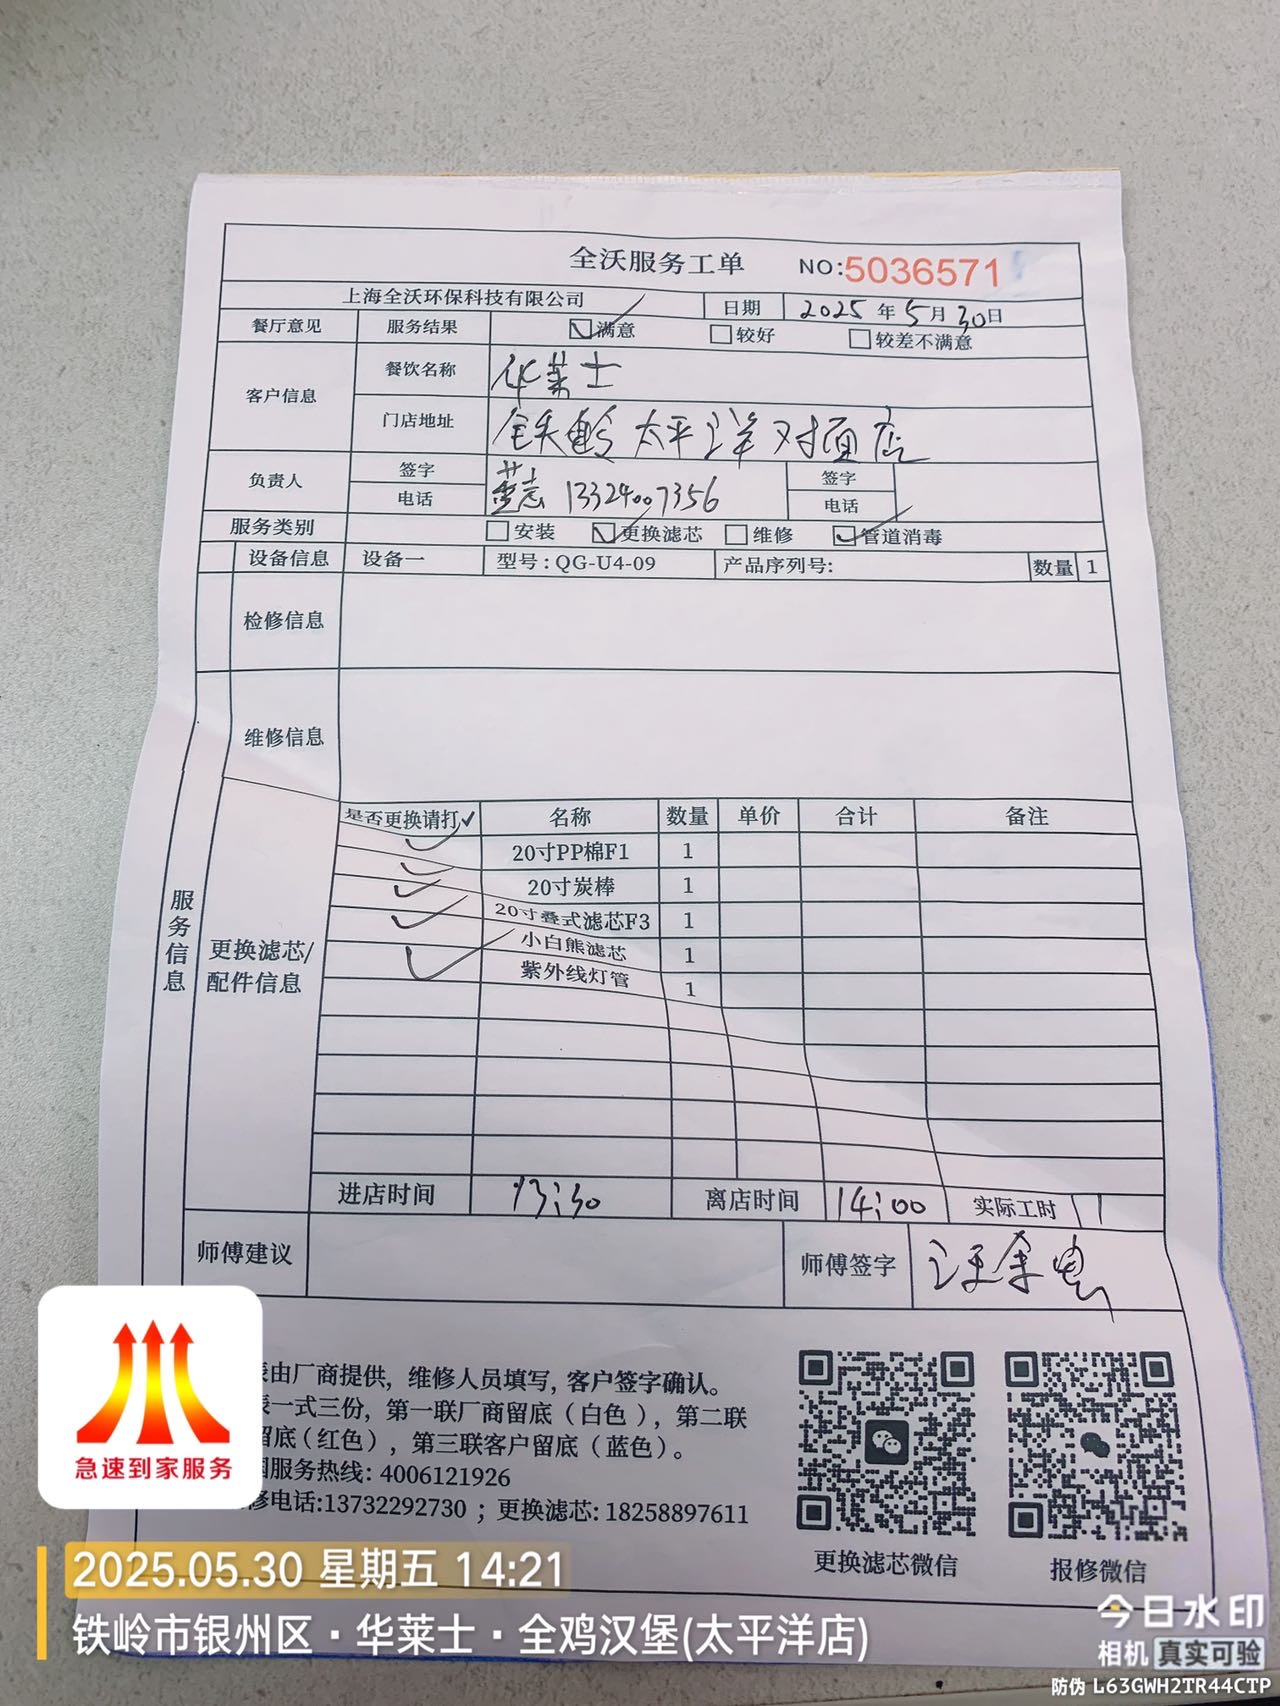 全沃服务工单 NO:5036571
上海全沃环保科技有限公司 日期 2025 年 5 月 30 日
餐厅意见 服务结果 ☑满意 □较好 □较差不满意
客户信息 餐饮名称 华莱士
门店地址 铁岭太平洋对面店
负责人 签字 签字
电话 13324007356 电话
服务类别 □安装 ☑更换滤芯 □维修 ☑管道消毒
设备信息 设备一 型号:QG-U4-09 产品序列号: 数量 1
检修信息
维修信息
服务信息
更换滤芯/配件信息
是否更换请打✓ 名称 数量 单价 合计 备注
✓ 20寸PP棉F1 1
✓ 20寸炭棒 1
✓ 20寸叠式滤芯F3 1
✓ 小白熊滤芯 1
✓ 紫外线灯管 1
进店时间 13:30 离店时间 14:00 实际工时 1
师傅建议 师傅签字
由厂商提供, 维修人员填写, 客户签字确认。
一式三份, 第一联厂商留底(白色), 第二联
留底(红色), 第三联客户留底(蓝色)。
国服务热线: 4006121926
修电话:13732292730 ; 更换滤芯: 18258897611
更换滤芯微信 报修微信
急速到家服务
2025.05.30 星期五 14:21
铁岭市银州区·华莱士·全鸡汉堡(太平洋店)
今日水印
相机 真实可验
防伪 L63GWH2TR44CTP